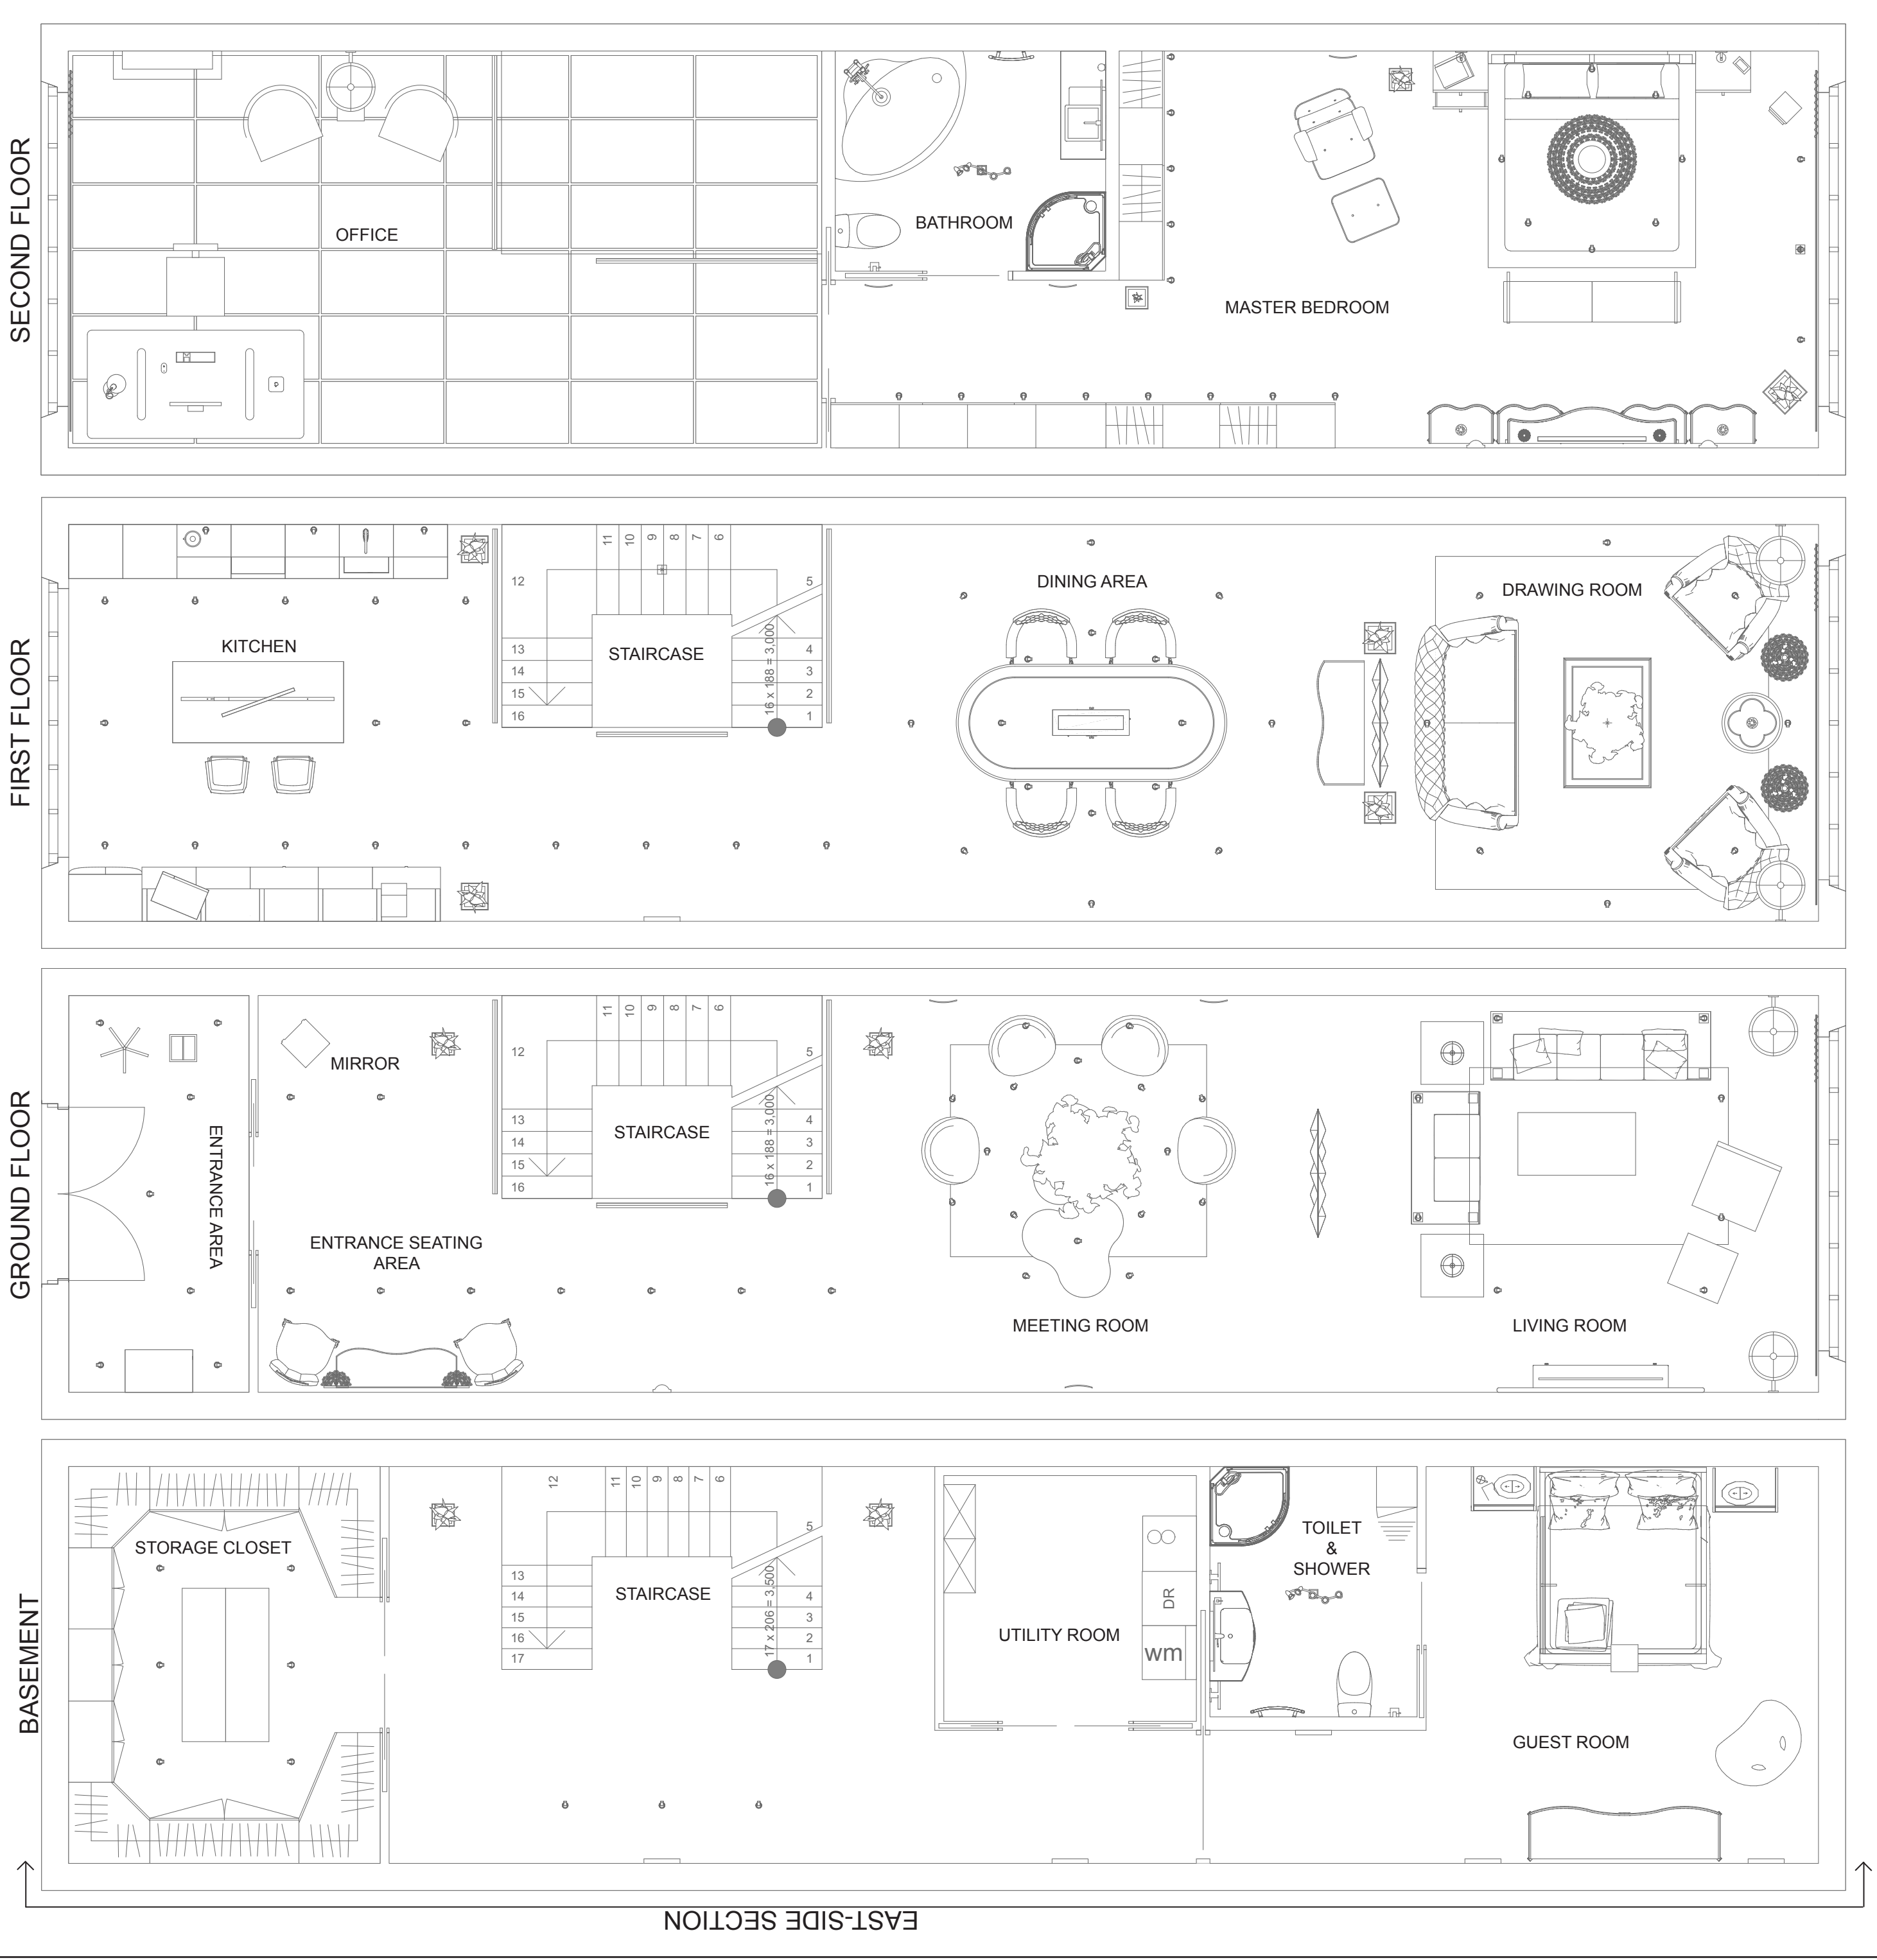 SECOND FLOOR
OFFICE
BATHROOM
MASTER BEDROOM
FIRST FLOOR
KITCHEN
11
10
9
8
7
6
12
5
13
14
15
16
STAIRCASE
16 x 188 = 3,000
4
3
2
1
DINING AREA
DRAWING ROOM
GROUND FLOOR
ENTRANCE AREA
MIRROR
ENTRANCE SEATING
AREA
11
10
9
8
7
6
12
5
13
14
15
16
STAIRCASE
16 x 188 = 3,000
4
3
2
1
MEETING ROOM
LIVING ROOM
BASEMENT
STORAGE CLOSET
12
11
10
9
8
7
6
5
13
14
15
16
17
STAIRCASE
17 x 206 = 3,500
4
3
2
1
UTILITY ROOM
DR
wm
TOILET
&
SHOWER
GUEST ROOM
EAST-SIDE SECTION